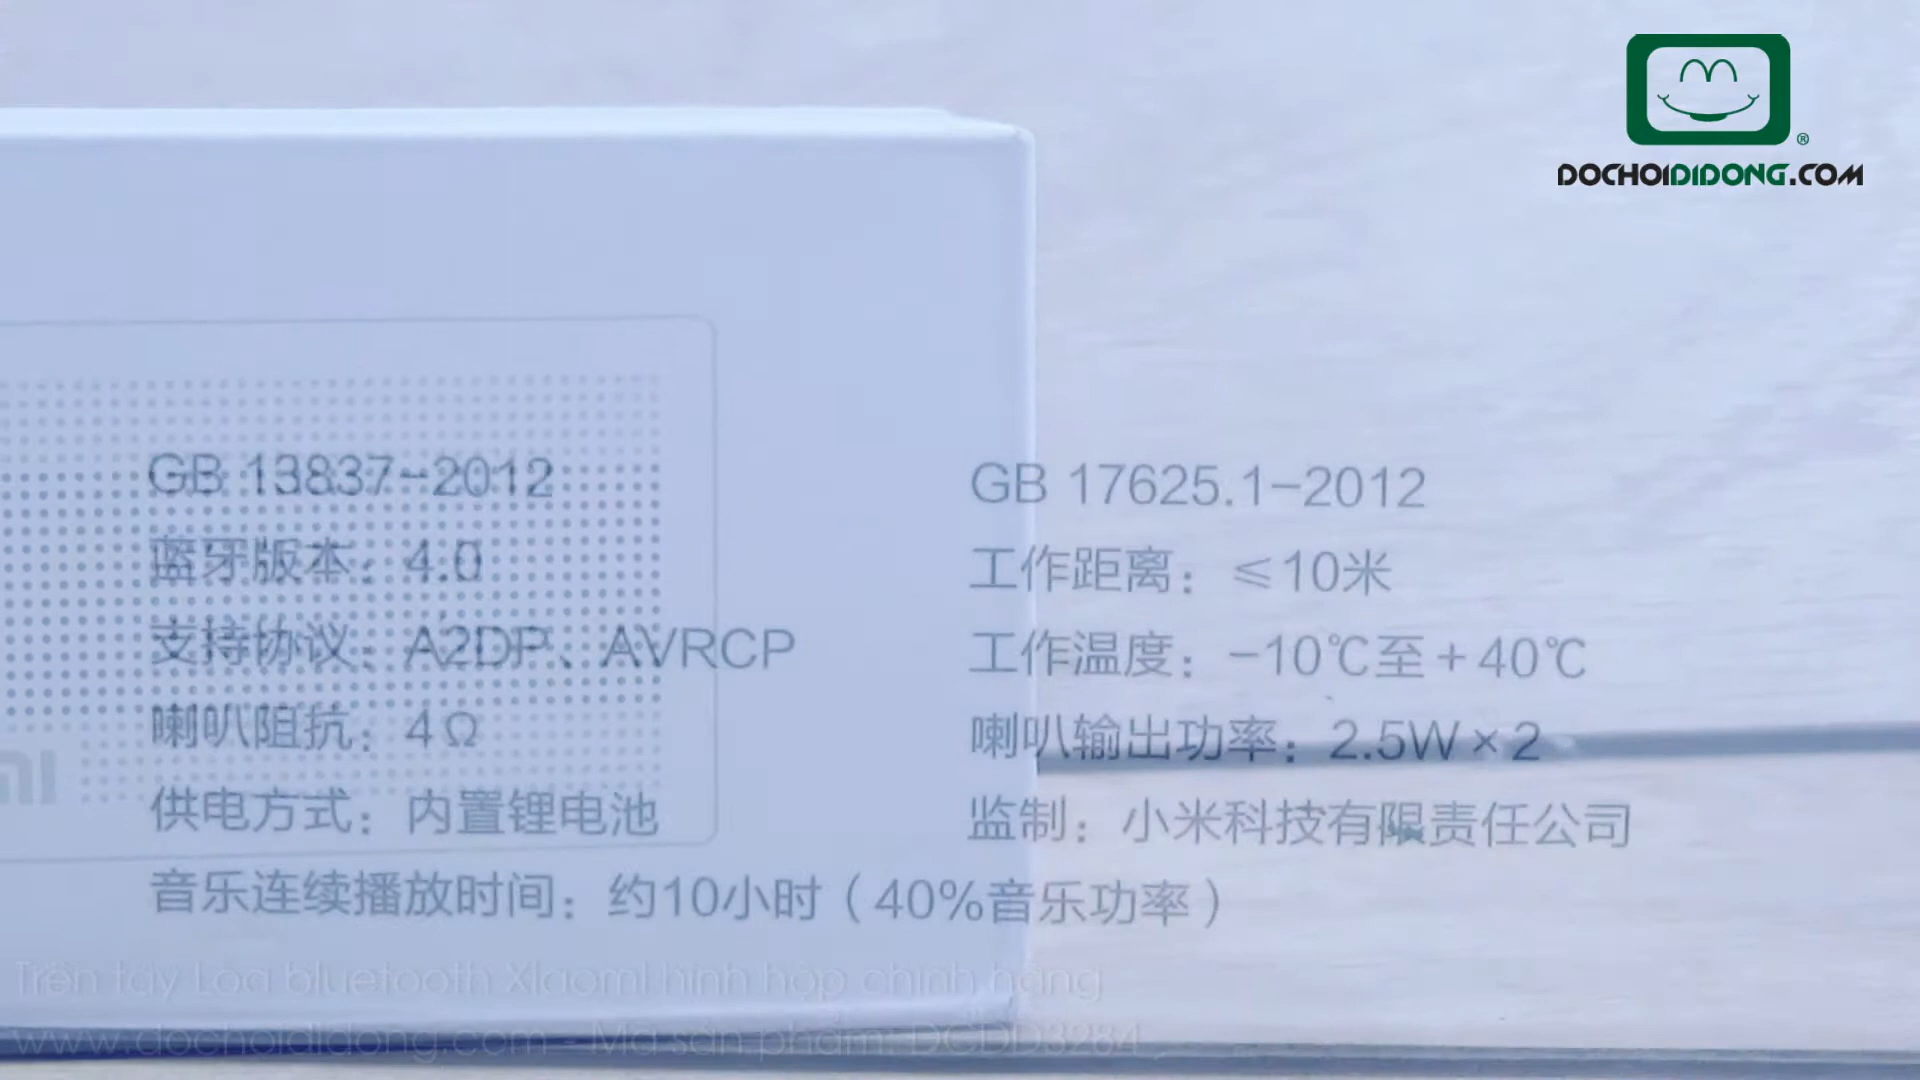 DOCHOIDIDONG.COM
GB 13837-2012
GB 17625.1-2012
蓝牙版本：4.0
工作距离：≤10米
支持协议：A2DP、AVRCP
工作温度：-10℃至+40℃
喇叭阻抗：4Ω
喇叭输出功率：2.5W×2
mi
供电方式：内置锂电池
监制：小米科技有限责任公司
音乐连续播放时间：约10小时（40%音乐功率）
Trên tay Loa bluetooth Xiaomi hình hộp chính hãng
www.dochoididong.com - Mã sản phẩm: DCDD3284